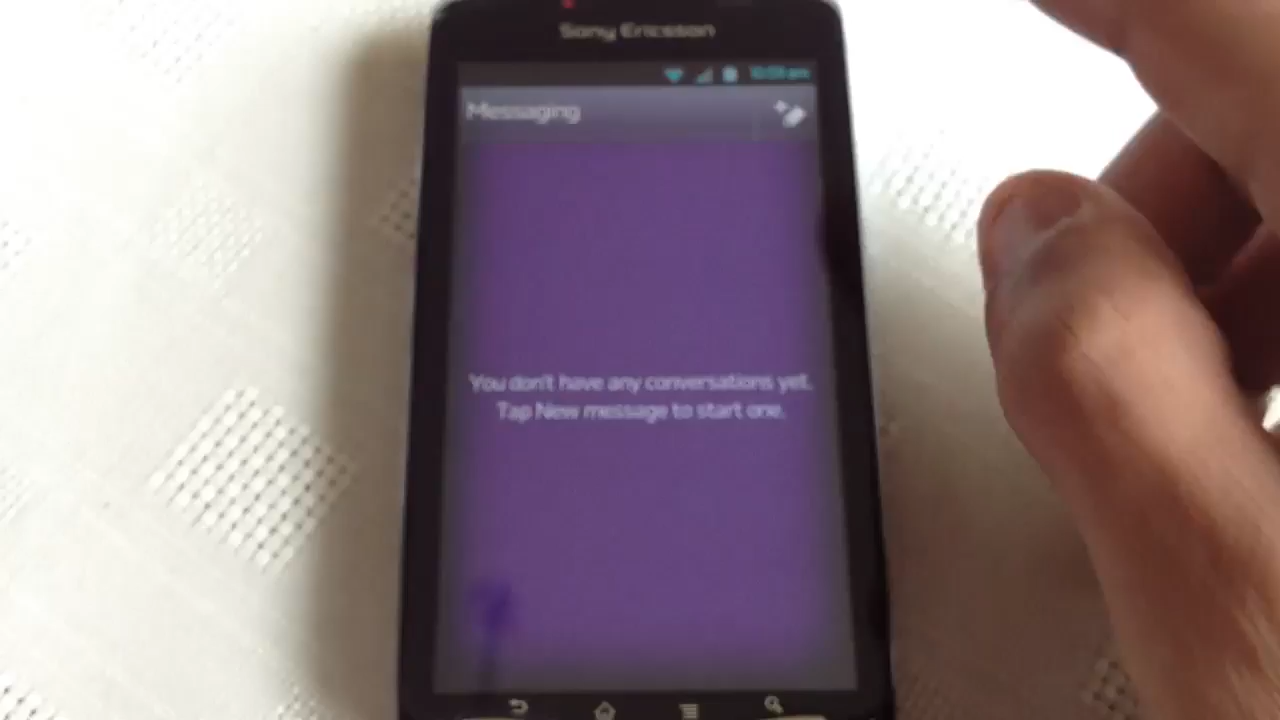 Sony Ericsson
Messaging
You don't have any conversations yet.
Tap New message to start one.